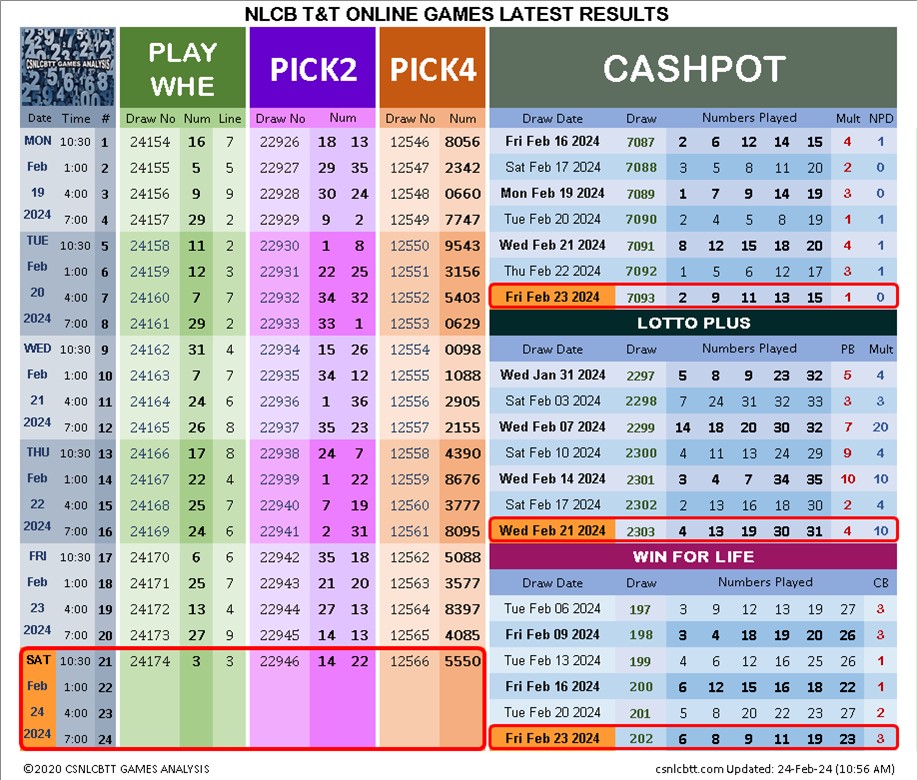 NLCB T&T ONLINE GAMES LATEST RESULTS
CSNLCBTT GAMES ANALYSIS
PLAY WHE PICK2 PICK4 CASHPOT
Date Time # Draw No Num Line Draw No Num Draw No Num
MON 10:30 1 24154 16 7 22926 18 13 12546 8056
Feb 1:00 2 24155 5 5 22927 29 35 12547 2342
19 4:00 3 24156 9 9 22928 30 24 12548 0660
2024 7:00 4 24157 29 2 22929 9 2 12549 7747
TUE 10:30 5 24158 11 2 22930 1 8 12550 9543
Feb 1:00 6 24159 12 3 22931 22 25 12551 3156
20 4:00 7 24160 7 7 22932 34 32 12552 5403
2024 7:00 8 24161 29 2 22933 33 1 12553 0629
WED 10:30 9 24162 31 4 22934 15 26 12554 0098
Feb 1:00 10 24163 7 7 22935 34 12 12555 1088
21 4:00 11 24164 24 6 22936 1 36 12556 2905
2024 7:00 12 24165 26 8 22937 35 23 12557 2155
THU 10:30 13 24166 17 8 22938 24 7 12558 4390
Feb 1:00 14 24167 22 4 22939 1 22 12559 8676
22 4:00 15 24168 25 7 22940 7 19 12560 3777
2024 7:00 16 24169 24 6 22941 2 31 12561 8095
FRI 10:30 17 24170 6 6 22942 35 18 12562 5088
Feb 1:00 18 24171 25 7 22943 21 20 12563 3577
23 4:00 19 24172 13 4 22944 27 13 12564 8397
2024 7:00 20 24173 27 9 22945 14 13 12565 4085
SAT 10:30 21 24174 3 3 22946 14 22 12566 5550
Feb 1:00 22
24 4:00 23
2024 7:00 24
Draw Date Draw Numbers Played Mult NPD
Fri Feb 16 2024 7087 2 6 12 14 15 4 1
Sat Feb 17 2024 7088 3 5 8 11 20 2 0
Mon Feb 19 2024 7089 1 7 9 14 19 3 0
Tue Feb 20 2024 7090 2 4 5 8 19 1 1
Wed Feb 21 2024 7091 8 12 15 18 20 4 1
Thu Feb 22 2024 7092 1 5 6 12 17 3 1
Fri Feb 23 2024 7093 2 9 11 13 15 1 0
LOTTO PLUS
Draw Date Draw Numbers Played PB Mult
Wed Jan 31 2024 2297 5 8 9 23 32 5 4
Sat Feb 03 2024 2298 7 24 31 32 33 3 3
Wed Feb 07 2024 2299 14 18 20 30 32 7 20
Sat Feb 10 2024 2300 4 11 13 24 29 9 4
Wed Feb 14 2024 2301 3 4 7 34 35 10 10
Sat Feb 17 2024 2302 2 13 16 18 30 2 4
Wed Feb 21 2024 2303 4 13 19 30 31 4 10
WIN FOR LIFE
Draw Date Draw Numbers Played CB
Tue Feb 06 2024 197 3 9 12 13 19 27 3
Fri Feb 09 2024 198 3 4 18 19 20 26 3
Tue Feb 13 2024 199 4 6 12 16 25 26 1
Fri Feb 16 2024 200 6 12 15 16 18 22 1
Tue Feb 20 2024 201 5 8 20 22 23 27 2
Fri Feb 23 2024 202 6 8 9 11 19 23 3
©2020 CSNLCBTT GAMES ANALYSIS csnlcbtt.com Updated: 24-Feb-24 (10:56 AM)